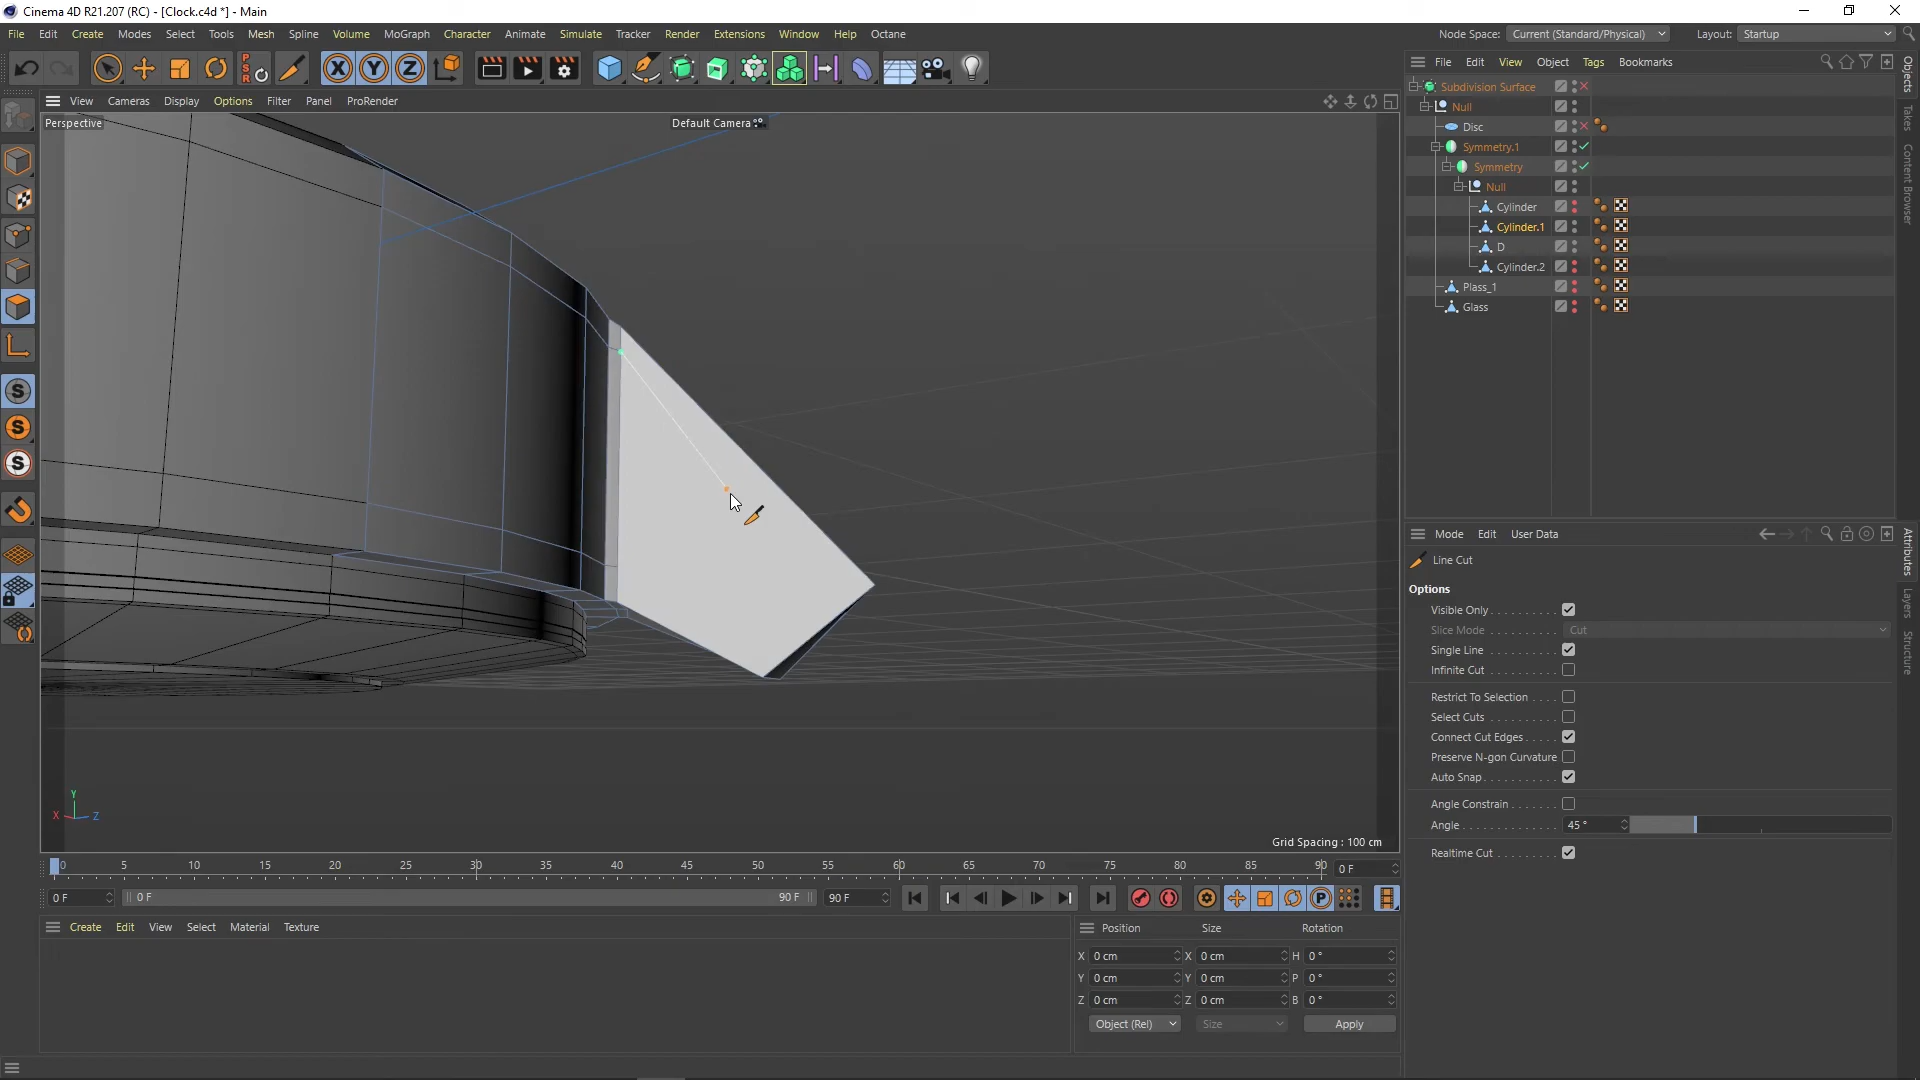 Cinema 4D R21.207 (RC) - [Clock.c4d *] - Main
File Edit Create Modes Select Tools Mesh Spline Volume MoGraph Character Animate Simulate Tracker Render Extensions Window Help Octane
Node Space: Current (Standard/Physical) Layout: Startup
X Y Z
PSR
View Cameras Display Options Filter Panel ProRender
Perspective
Default Camera
File Edit View Object Tags Bookmarks
Subdivision Surface
Null
Disc
Symmetry.1
Symmetry
Null
Cylinder
Cylinder.1
D
Cylinder.2
Plass_1
Glass
Objects
Takes
Content Browser
S
S
S
Mode Edit User Data
Line Cut
Options
Visible Only
Slice Mode Cut
Single Line
Infinite Cut
Restrict To Selection
Select Cuts
Connect Cut Edges
Preserve N-gon Curvature
Auto Snap
Angle Constrain
Angle 45 °
Realtime Cut
Attributes
Layers
Structure
Y
X Z
Grid Spacing : 100 cm
0 5 10 15 20 25 30 35 40 45 50 55 60 65 70 75 80 85 90 0 F
0 F 0 F 90 F 90 F P
Create Edit View Select Material Texture
Position Size Rotation
X 0 cm X 0 cm H 0 °
Y 0 cm Y 0 cm P 0 °
Z 0 cm Z 0 cm B 0 °
Object (Rel) Size Apply